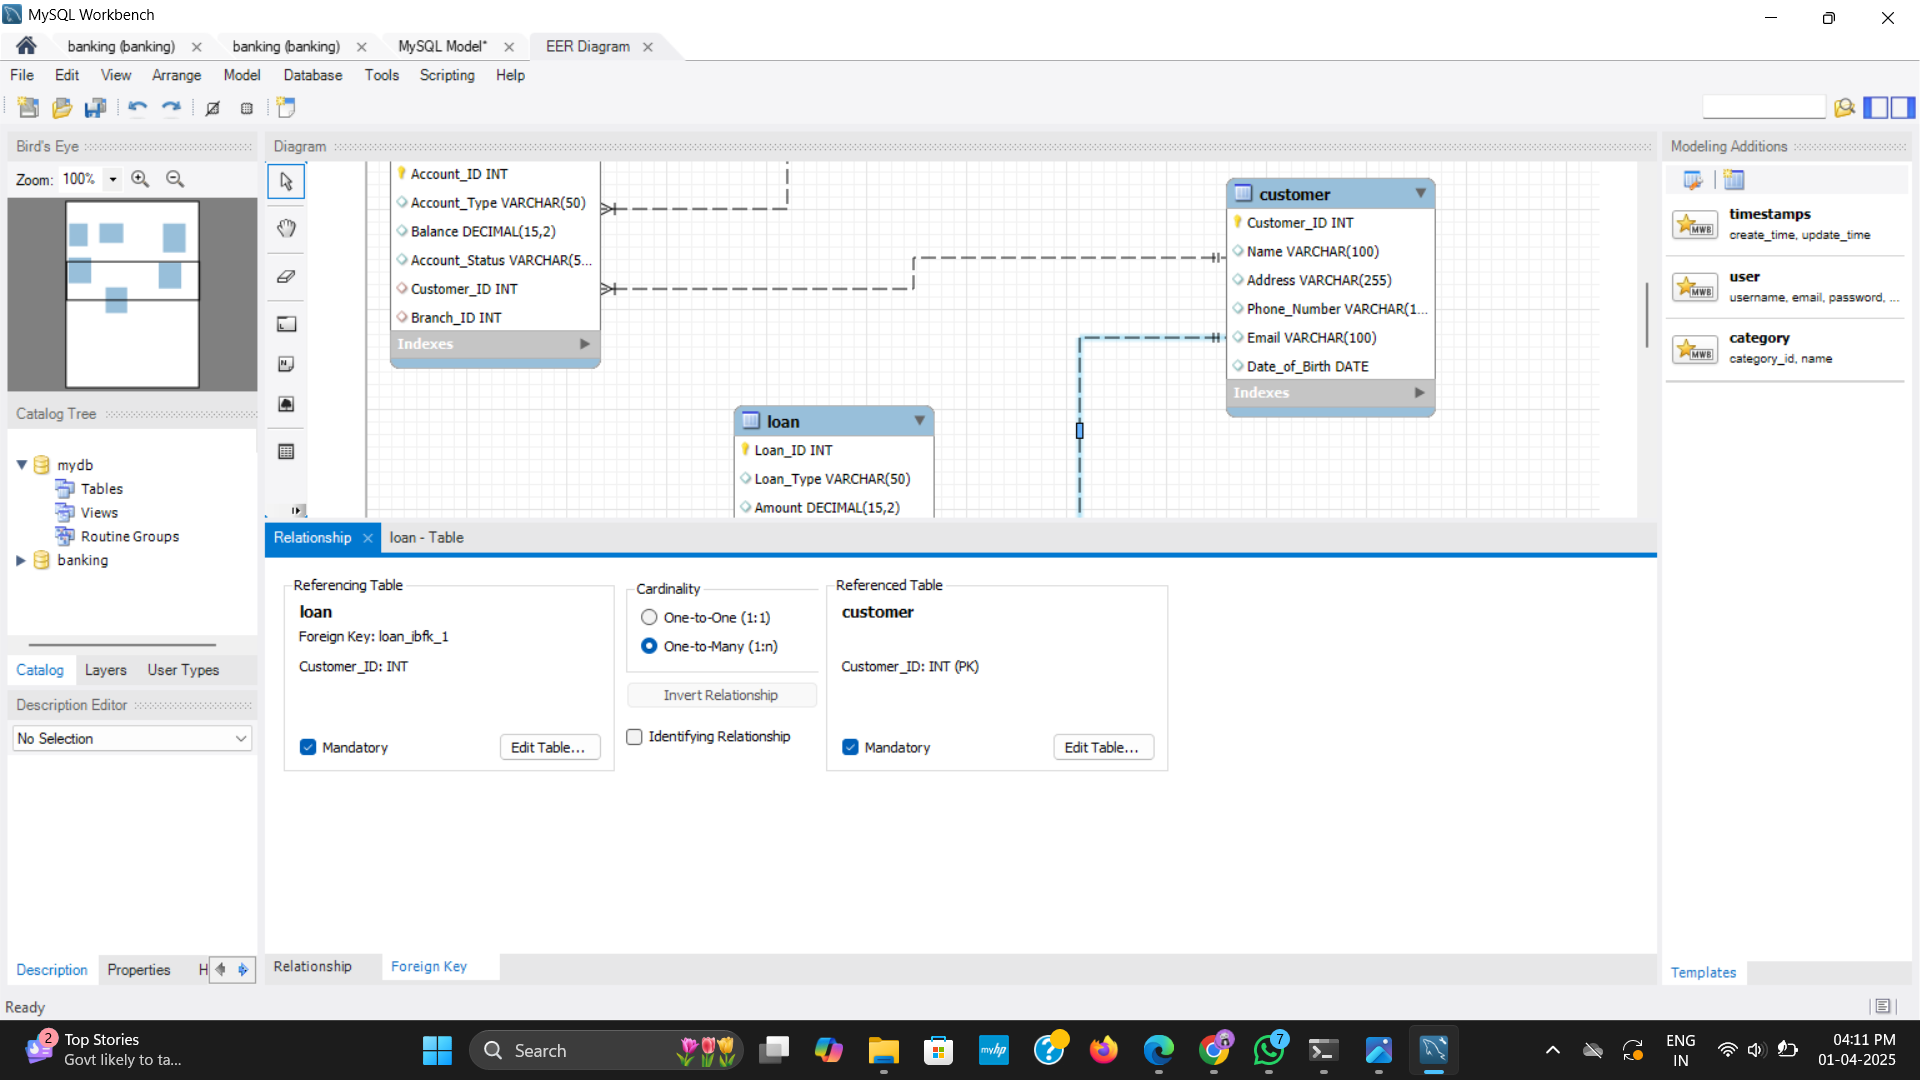 MySQL Workbench
banking (banking)
banking (banking)
MySQL Model*
EER Diagram
File Edit View Arrange Model Database Tools Scripting Help
Bird's Eye
Zoom: 100%
Catalog Tree
mydb
Tables
Views
Routine Groups
banking
Catalog Layers User Types
Description Editor
No Selection
Description Properties H
Diagram
Account_ID INT
Account_Type VARCHAR(50)
Balance DECIMAL(15,2)
Account_Status VARCHAR(5...
Customer_ID INT
Branch_ID INT
Indexes
customer
Customer_ID INT
Name VARCHAR(100)
Address VARCHAR(255)
Phone_Number VARCHAR(1...
Email VARCHAR(100)
Date_of_Birth DATE
Indexes
loan
Loan_ID INT
Loan_Type VARCHAR(50)
Amount DECIMAL(15,2)
Relationship
loan - Table
Referencing Table
loan
Foreign Key: loan_ibfk_1
Customer_ID: INT
Mandatory
Edit Table...
Cardinality
One-to-One (1:1)
One-to-Many (1:n)
Invert Relationship
Identifying Relationship
Referenced Table
customer
Customer_ID: INT (PK)
Mandatory
Edit Table...
Relationship
Foreign Key
Modeling Additions
MWB
timestamps
create_time, update_time
MWB
user
username, email, password, ...
MWB
category
category_id, name
Templates
Ready
2
Top Stories
Govt likely to ta...
Search
myhp
7
ENG
IN
04:11 PM
01-04-2025